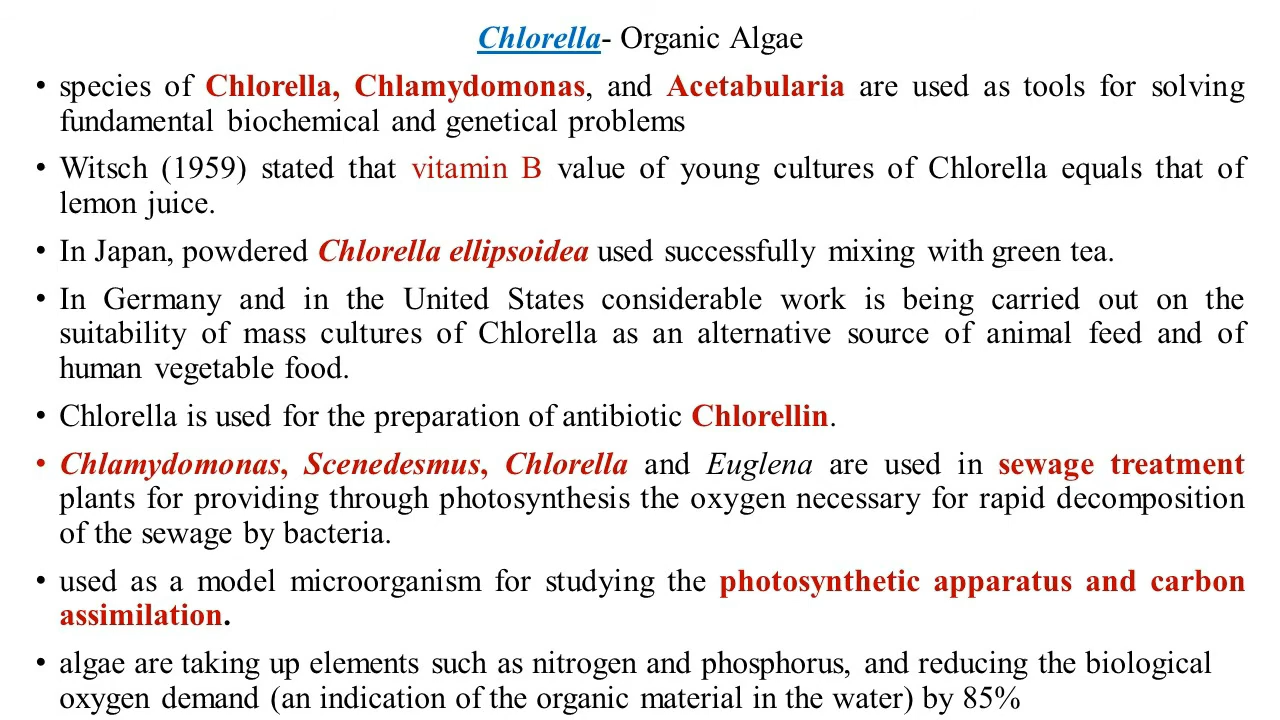 Chlorella- Organic Algae
• species of Chlorella, Chlamydomonas, and Acetabularia are used as tools for solving
fundamental biochemical and genetical problems
• Witsch (1959) stated that vitamin B value of young cultures of Chlorella equals that of
lemon juice.
• In Japan, powdered Chlorella ellipsoidea used successfully mixing with green tea.
• In Germany and in the United States considerable work is being carried out on the
suitability of mass cultures of Chlorella as an alternative source of animal feed and of
human vegetable food.
• Chlorella is used for the preparation of antibiotic Chlorellin.
• Chlamydomonas, Scenedesmus, Chlorella and Euglena are used in sewage treatment
plants for providing through photosynthesis the oxygen necessary for rapid decomposition
of the sewage by bacteria.
• used as a model microorganism for studying the photosynthetic apparatus and carbon
assimilation.
• algae are taking up elements such as nitrogen and phosphorus, and reducing the biological
oxygen demand (an indication of the organic material in the water) by 85%